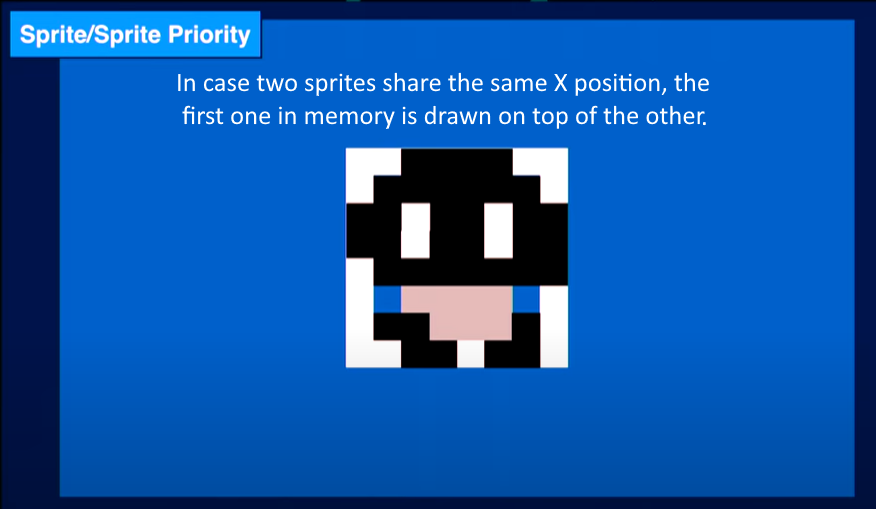 Sprite/Sprite Priority
In case two sprites share the same X position, the
first one in memory is drawn on top of the other.